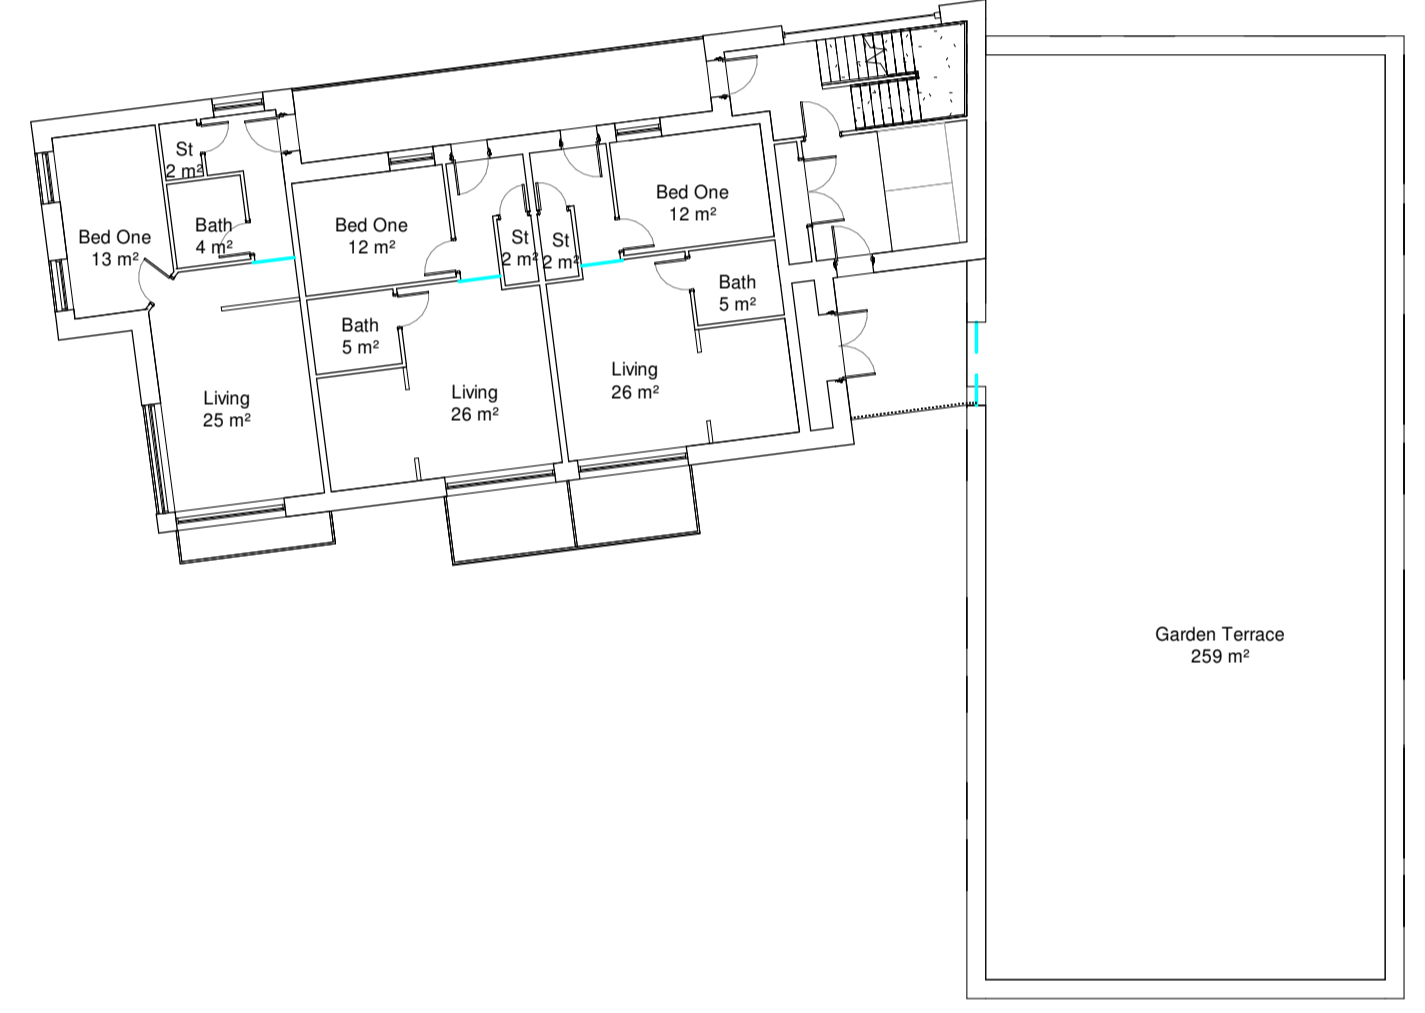 St
2 m²
Bed One
13 m²
Bath
4 m²
Living
25 m²
Bed One
12 m²
St
2 m²
Bath
5 m²
Living
26 m²
St
2 m²
Bed One
12 m²
Bath
5 m²
Living
26 m²
Garden Terrace
259 m²